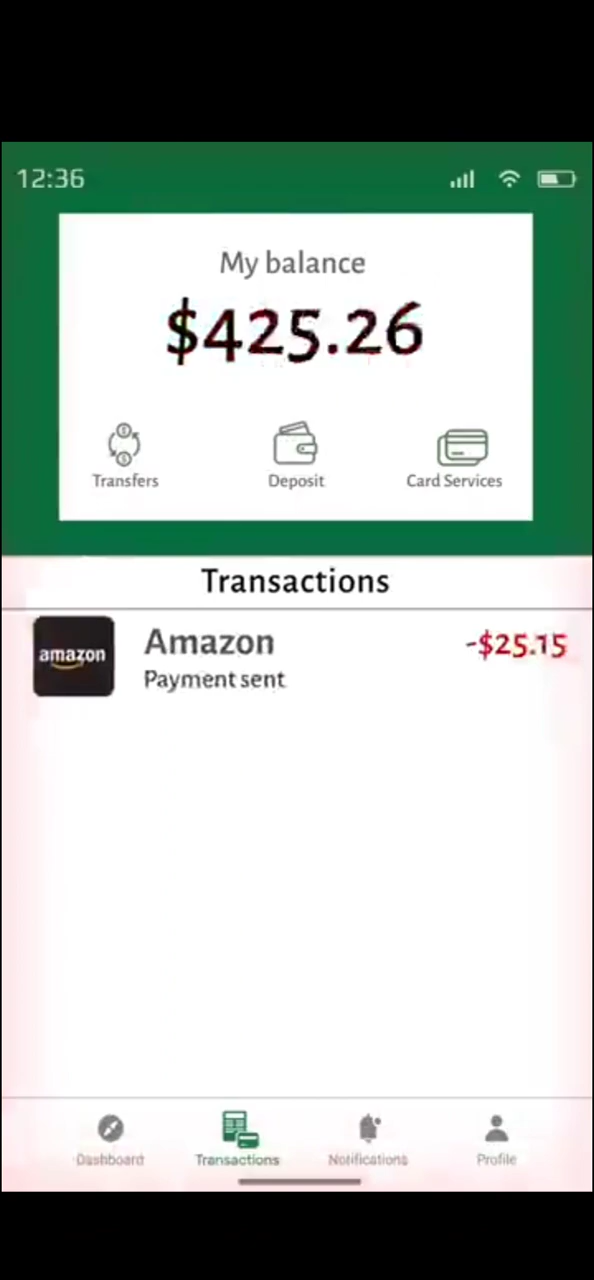 12:36
My balance
$425.26
Transfers Deposit Card Services
Transactions
amazon Amazon -$25.15
Payment sent
Dashboard Transactions Notifications Profile